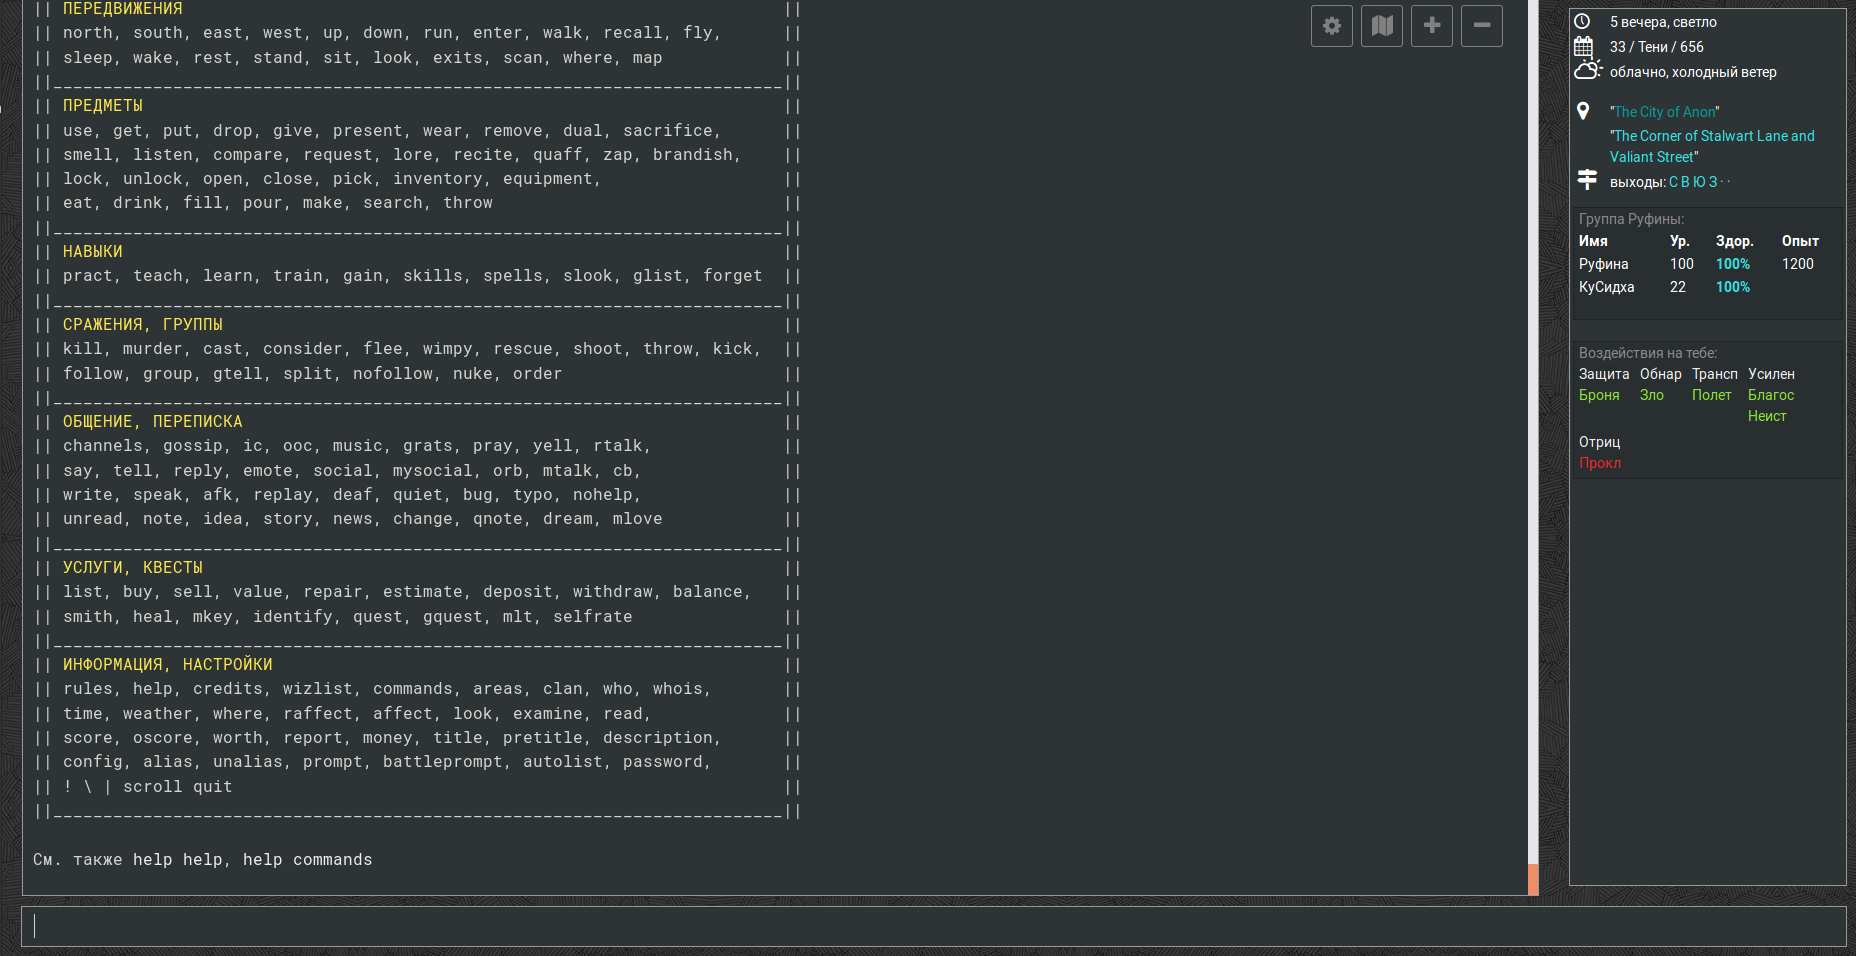 || ПЕРЕДВИЖЕНИЯ ||
|| north, south, east, west, up, down, run, enter, walk, recall, fly, ||
|| sleep, wake, rest, stand, sit, look, exits, scan, where, map ||
||_________________________________________________________________________||
|| ПРЕДМЕТЫ ||
|| use, get, put, drop, give, present, wear, remove, dual, sacrifice, ||
|| smell, listen, compare, request, lore, recite, quaff, zap, brandish, ||
|| lock, unlock, open, close, pick, inventory, equipment, ||
|| eat, drink, fill, pour, make, search, throw ||
||_________________________________________________________________________||
|| НАВЫКИ ||
|| pract, teach, learn, train, gain, skills, spells, slook, glist, forget ||
||_________________________________________________________________________||
|| СРАЖЕНИЯ, ГРУППЫ ||
|| kill, murder, cast, consider, flee, wimpy, rescue, shoot, throw, kick, ||
|| follow, group, gtell, split, nofollow, nuke, order ||
||_________________________________________________________________________||
|| ОБЩЕНИЕ, ПЕРЕПИСКА ||
|| channels, gossip, ic, ooc, music, grats, pray, yell, rtalk, ||
|| say, tell, reply, emote, social, mysocial, orb, mtalk, cb, ||
|| write, speak, afk, replay, deaf, quiet, bug, typo, nohelp, ||
|| unread, note, idea, story, news, change, qnote, dream, mlove ||
||_________________________________________________________________________||
|| УСЛУГИ, КВЕСТЫ ||
|| list, buy, sell, value, repair, estimate, deposit, withdraw, balance, ||
|| smith, heal, mkey, identify, quest, gquest, mlt, selfrate ||
||_________________________________________________________________________||
|| ИНФОРМАЦИЯ, НАСТРОЙКИ ||
|| rules, help, credits, wizlist, commands, areas, clan, who, whois, ||
|| time, weather, where, raffect, affect, look, examine, read, ||
|| score, oscore, worth, report, money, title, pretitle, description, ||
|| config, alias, unalias, prompt, battleprompt, autolist, password, ||
|| ! \ | scroll quit ||
||_________________________________________________________________________||
См. также help help, help commands
5 вечера, светло
33 / Тени / 656
облачно, холодный ветер
"The City of Anon"
"The Corner of Stalwart Lane and
Valiant Street"
выходы: С В Ю З · ·
Группа Руфины:
Имя Ур. Здор. Опыт
Руфина 100 100% 1200
КуСидха 22 100%
Воздействия на тебе:
Защита Обнар Трансп Усилен
Броня Зло Полет Благос
Неист
Отриц
Прокл